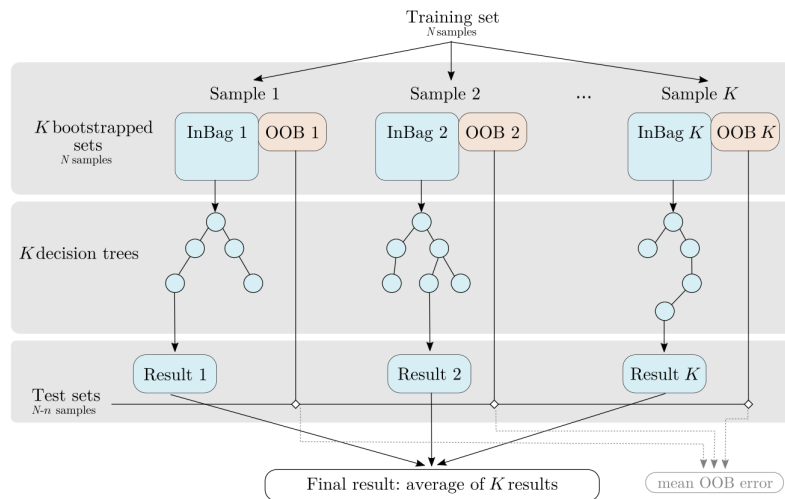 Training set
N samples
Sample 1
Sample 2
...
Sample K
K bootstrapped
sets
N samples
InBag 1
OOB 1
InBag 2
OOB 2
InBag K
OOB K
K decision trees
Result 1
Result 2
Result K
Test sets
N-n samples
Final result: average of K results
mean OOB error